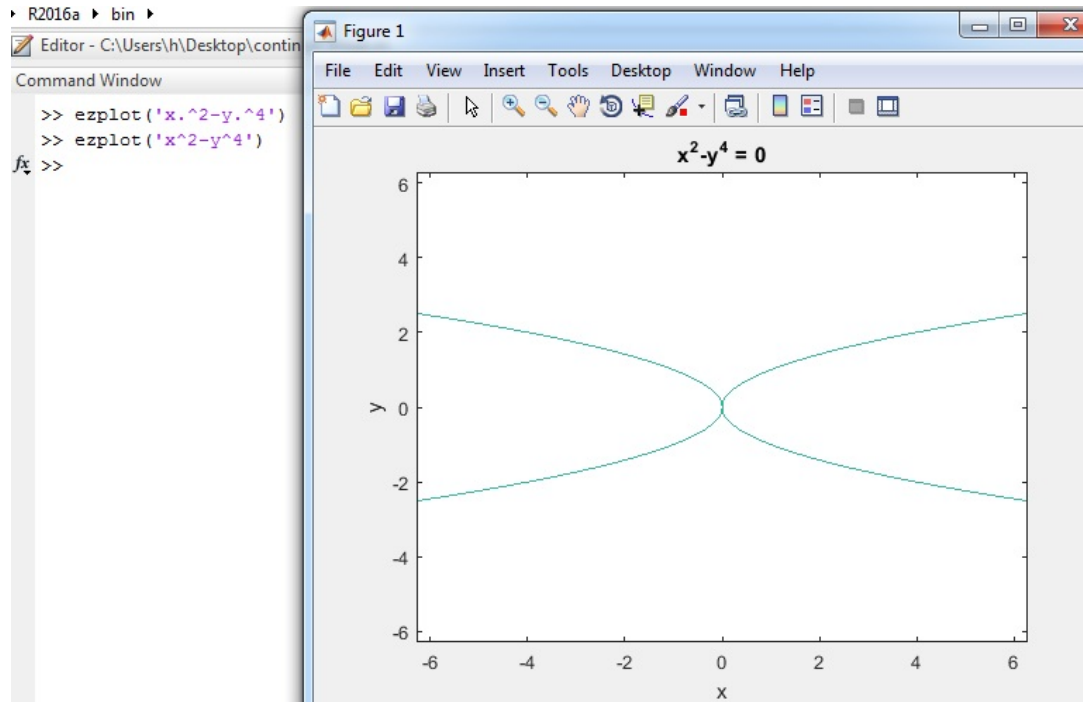 R2016a ▸ bin ▸
Editor - C:\Users\h\Desktop\contin
Command Window
>> ezplot('x.^2-y.^4')
>> ezplot('x^2-y^4')
fx >>
Figure 1
File Edit View Insert Tools Desktop Window Help
x²-y⁴ = 0
6
4
2
0
-2
-4
-6
y
-6 -4 -2 0 2 4 6
x